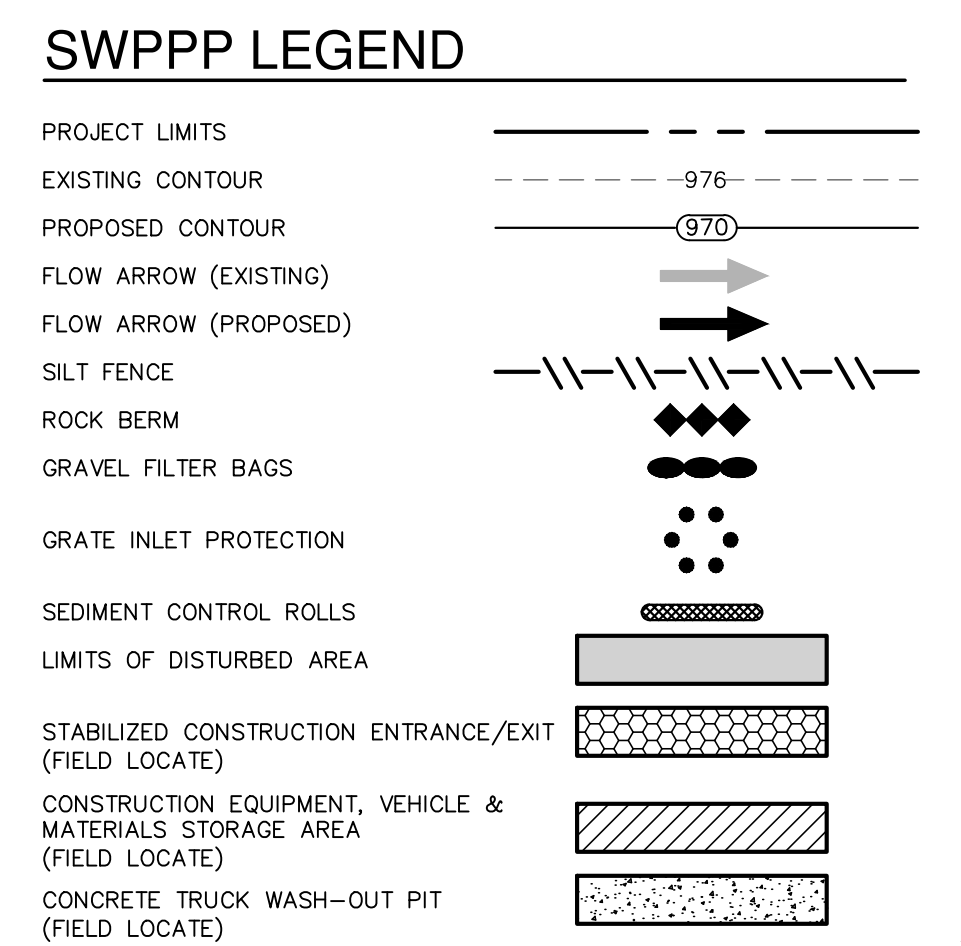 SWPPP LEGEND
PROJECT LIMITS
EXISTING CONTOUR 976
PROPOSED CONTOUR 970
FLOW ARROW (EXISTING)
FLOW ARROW (PROPOSED)
SILT FENCE
ROCK BERM
GRAVEL FILTER BAGS
GRATE INLET PROTECTION
SEDIMENT CONTROL ROLLS
LIMITS OF DISTURBED AREA
STABILIZED CONSTRUCTION ENTRANCE/EXIT
(FIELD LOCATE)
CONSTRUCTION EQUIPMENT, VEHICLE &
MATERIALS STORAGE AREA
(FIELD LOCATE)
CONCRETE TRUCK WASH-OUT PIT
(FIELD LOCATE)